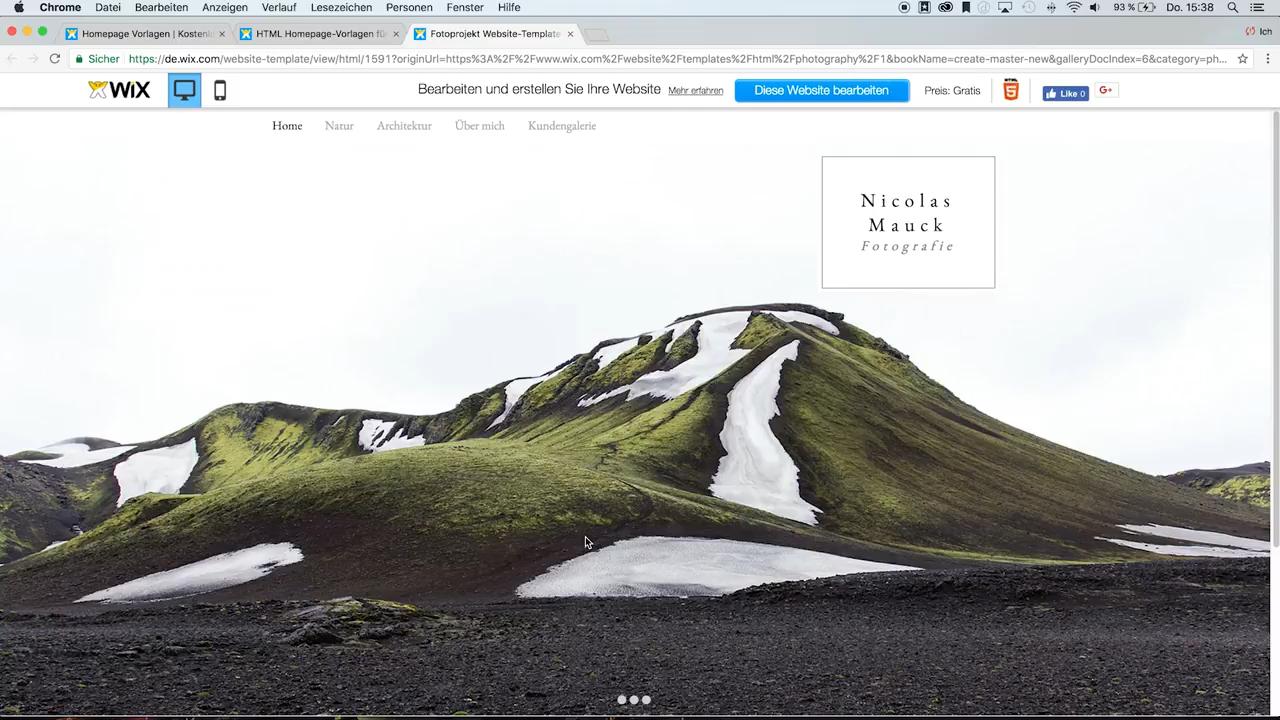 Chrome Datei Bearbeiten Anzeigen Verlauf Lesezeichen Personen Fenster Hilfe 93 % Do. 15:38
Homepage Vorlagen | Kostenl HTML Homepage-Vorlagen für Fotoprojekt Website-Template Ich
Sicher https://de.wix.com/website-template/view/html/1591?originUrl=https%3A%2F%2Fwww.wix.com%2Fwebsite%2Ftemplates%2Fhtml%2Fphotography%2F1&bookName=create-master-new&galleryDocIndex=6&category=ph...
WiX Bearbeiten und erstellen Sie Ihre Website Mehr erfahren Diese Website bearbeiten Preis: Gratis Like 0 G+
Home Natur Architektur Über mich Kundengalerie
Nicolas
Mauck
Fotografie